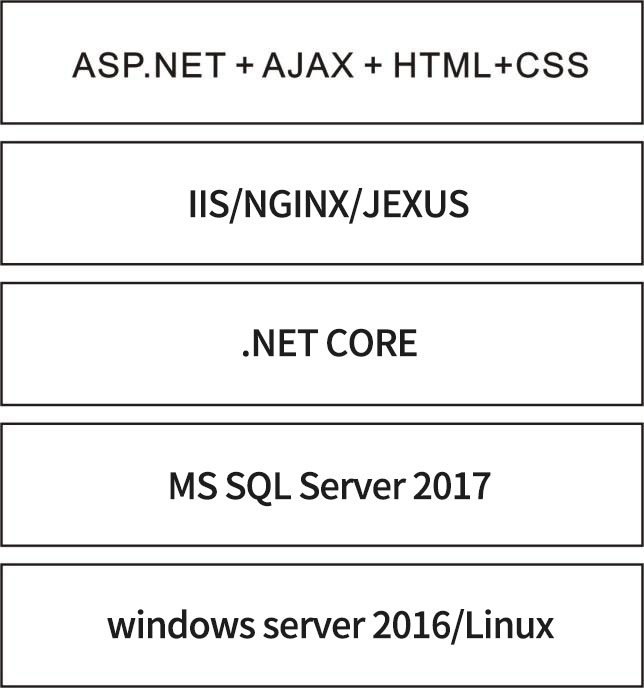 ASP.NET + AJAX + HTML+CSS
IIS/NGINX/JEXUS
.NET CORE
MS SQL Server 2017
windows server 2016/Linux